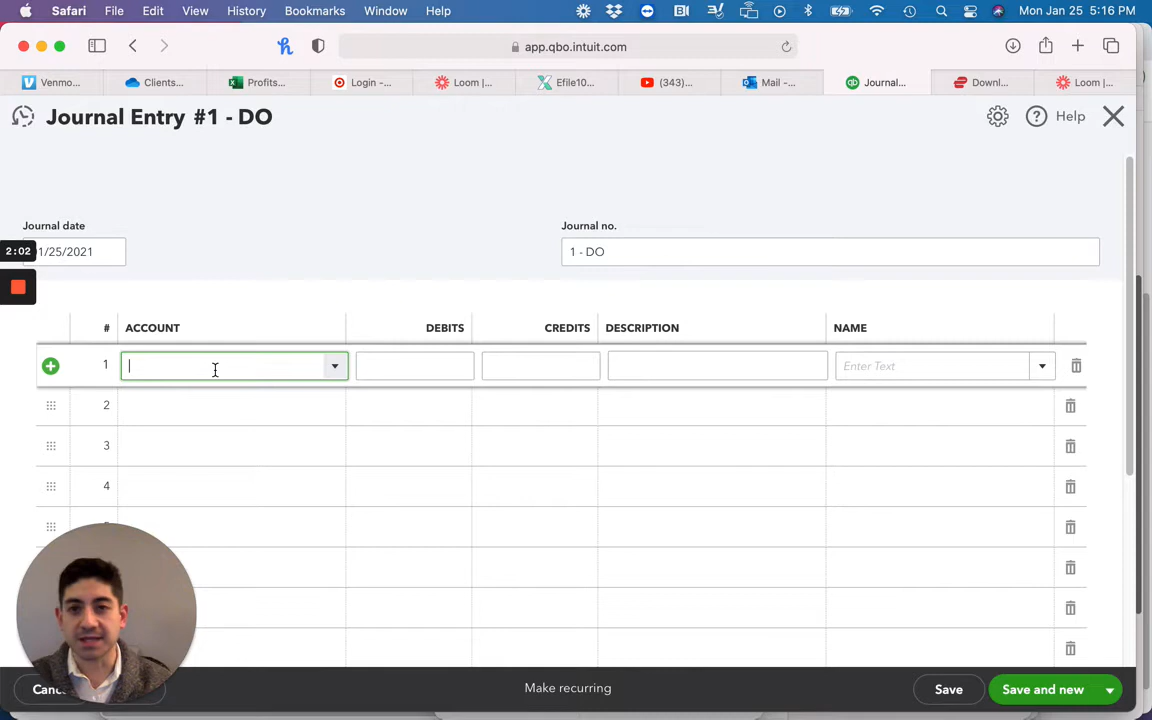 Safari File Edit View History Bookmarks Window Help Mon Jan 25 5:16 PM
app.qbo.intuit.com
Venmo... Clients... Profits... Login -... Loom |... Efile10... (343)... Mail -... Journal... Downl... Loom |...
Journal Entry #1 - DO Help
Journal date Journal no.
2:02 1/25/2021 1 - DO
# ACCOUNT DEBITS CREDITS DESCRIPTION NAME
1 Enter Text
2
3
4
Canc Make recurring Save Save and new